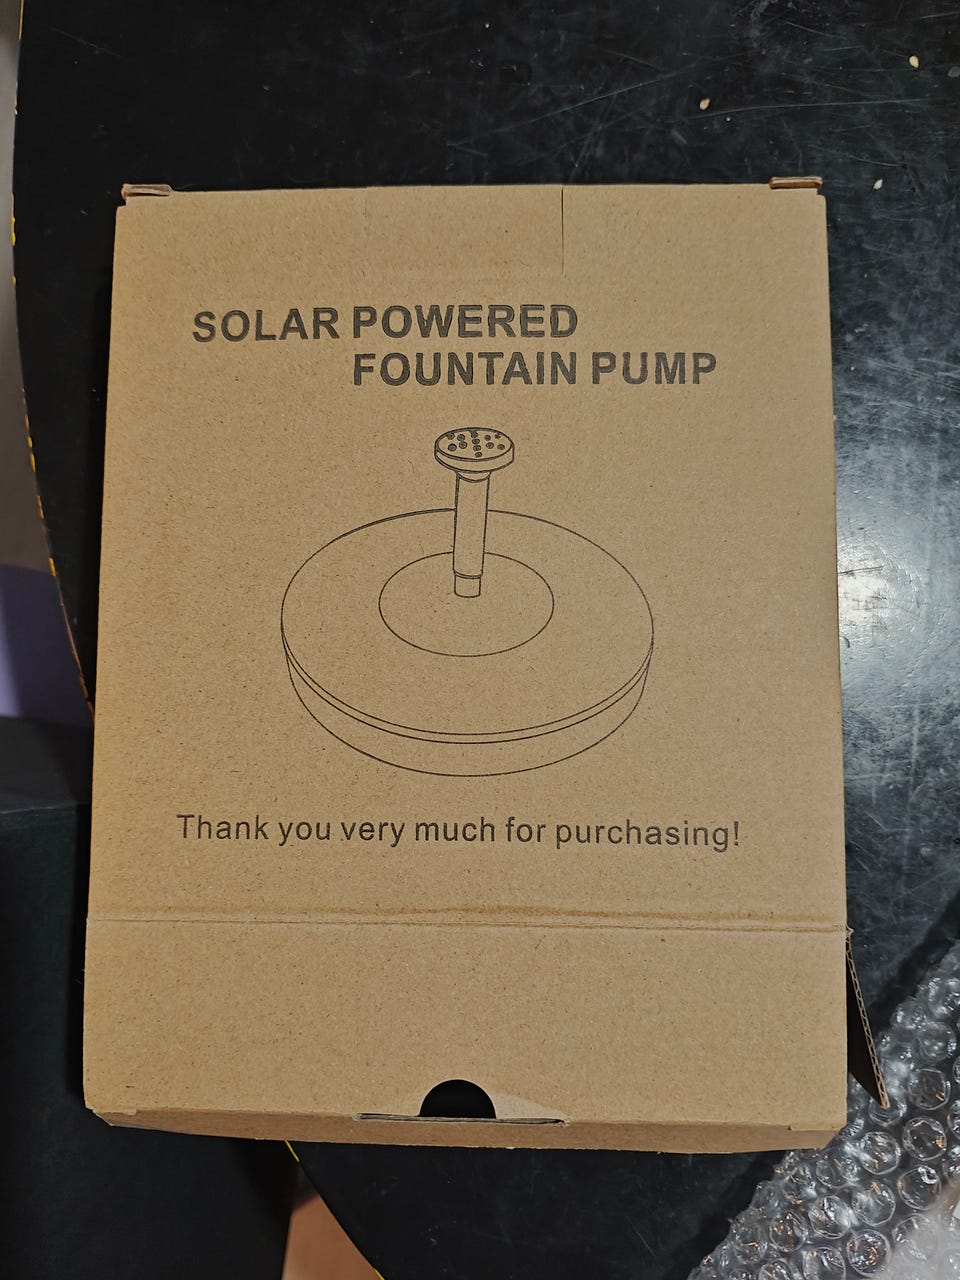 SOLAR POWERED
FOUNTAIN PUMP
Thank you very much for purchasing!